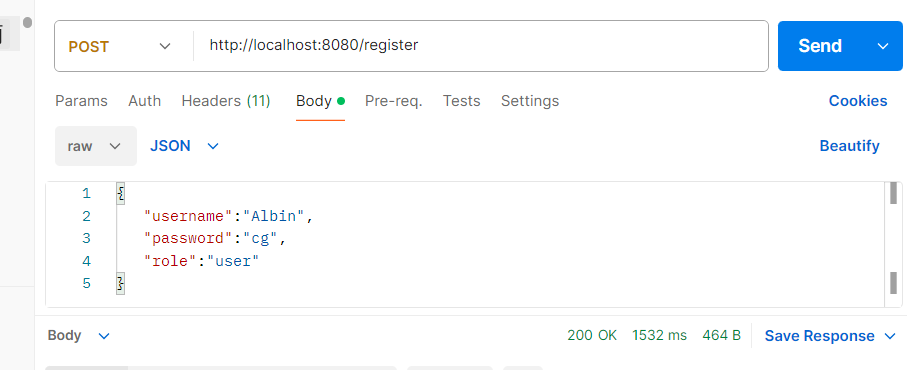 POST http://localhost:8080/register Send
Params Auth Headers (11) Body Pre-req. Tests Settings Cookies
raw JSON Beautify
1 {
2 "username":"Albin",
3 "password":"cg",
4 "role":"user"
5 }
Body 200 OK 1532 ms 464 B Save Response